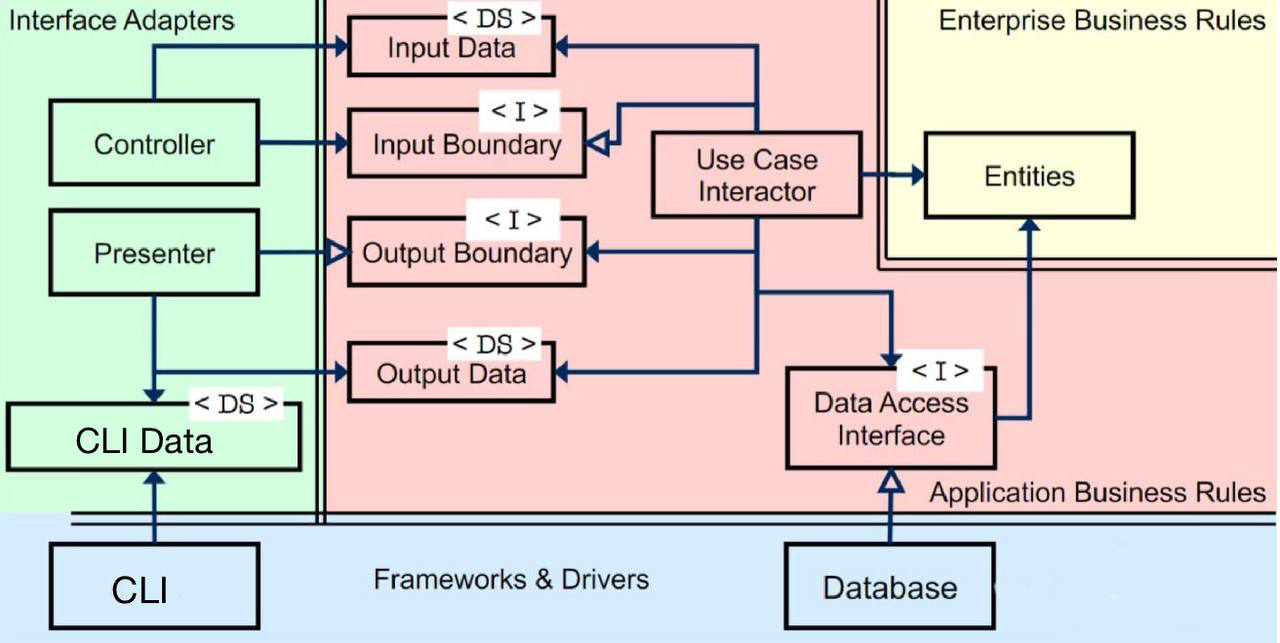 Interface Adapters
< DS >
Input Data
Enterprise Business Rules
< I >
Controller
Input Boundary
Use Case
Interactor
Entities
< I >
Presenter
Output Boundary
< DS >
Output Data
< I >
Data Access
Interface
< DS >
CLI Data
Application Business Rules
CLI
Frameworks & Drivers
Database